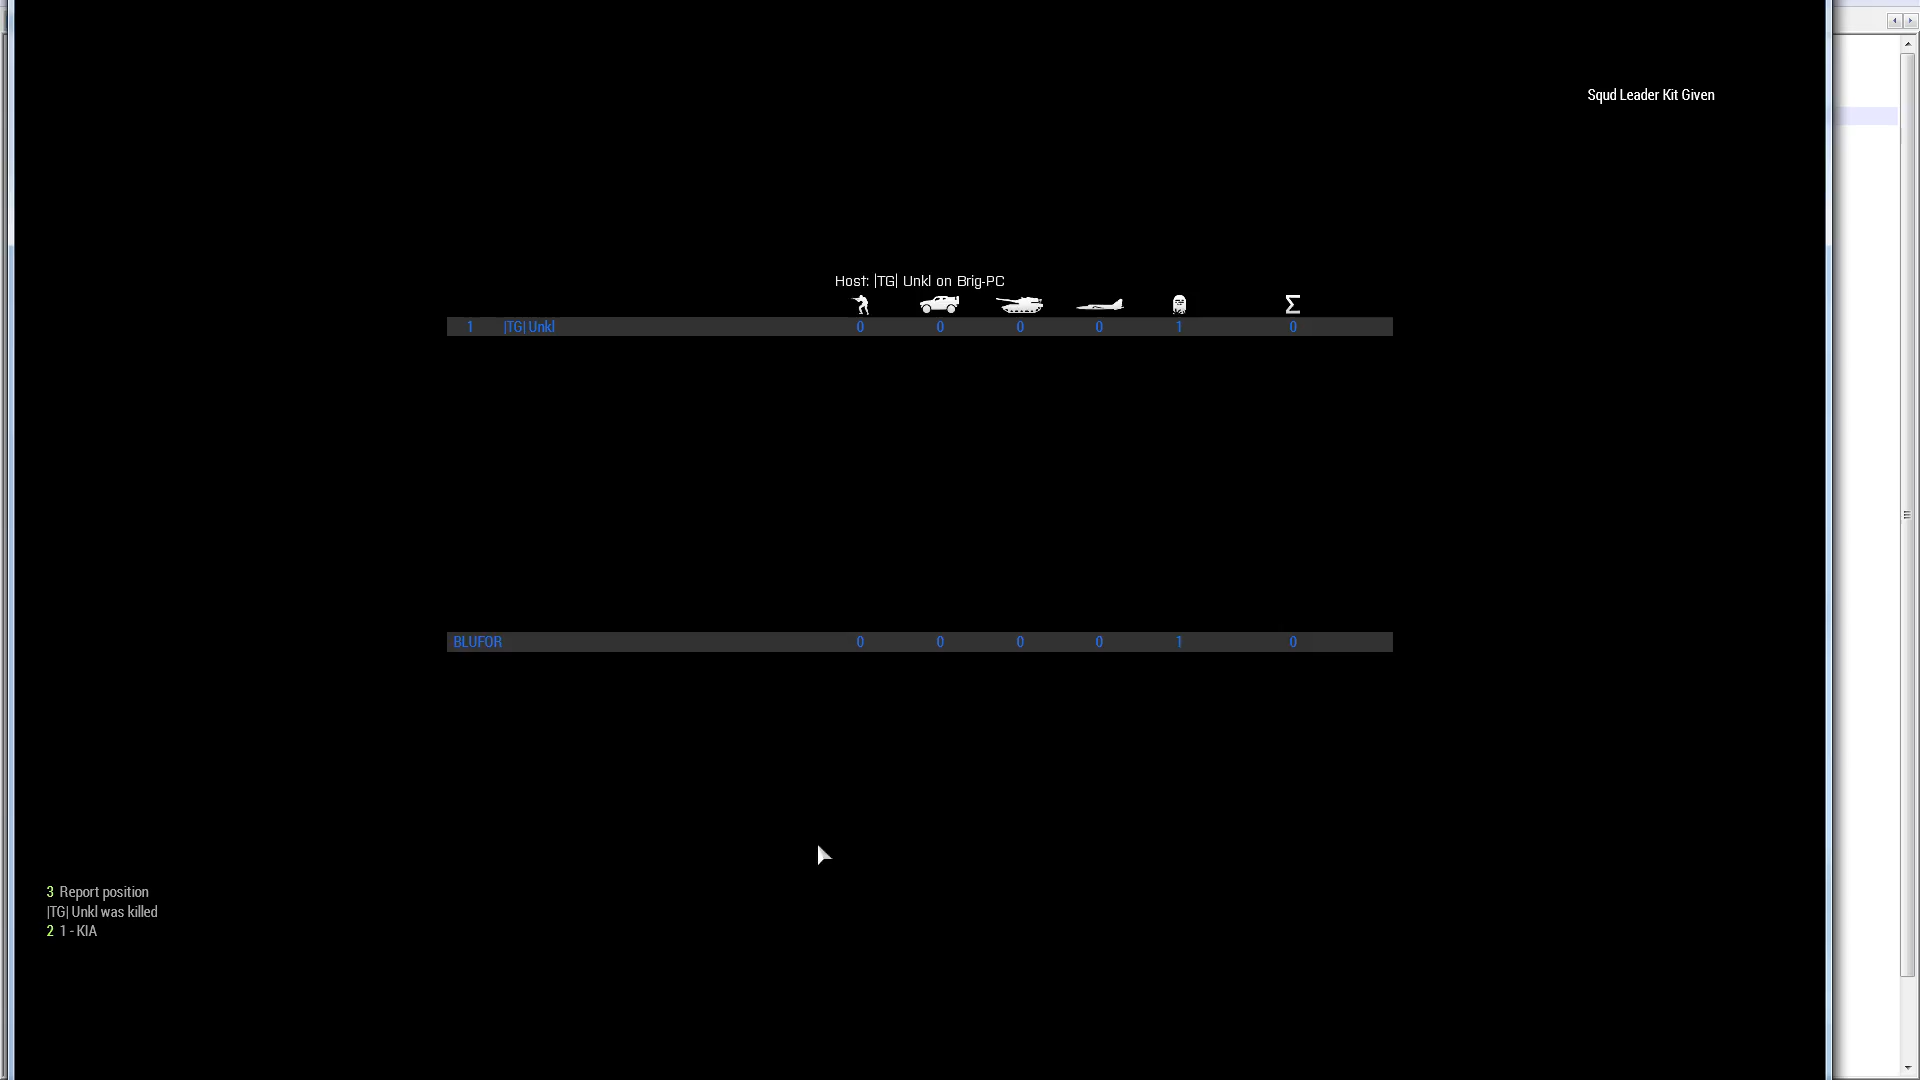 Squd Leader Kit Given
Host: |TG| Unkl on Brig-PC
Σ
1 |TG| Unkl 0 0 0 0 1 0
BLUFOR 0 0 0 0 1 0
3 Report position
|TG| Unkl was killed
2 1 - KIA